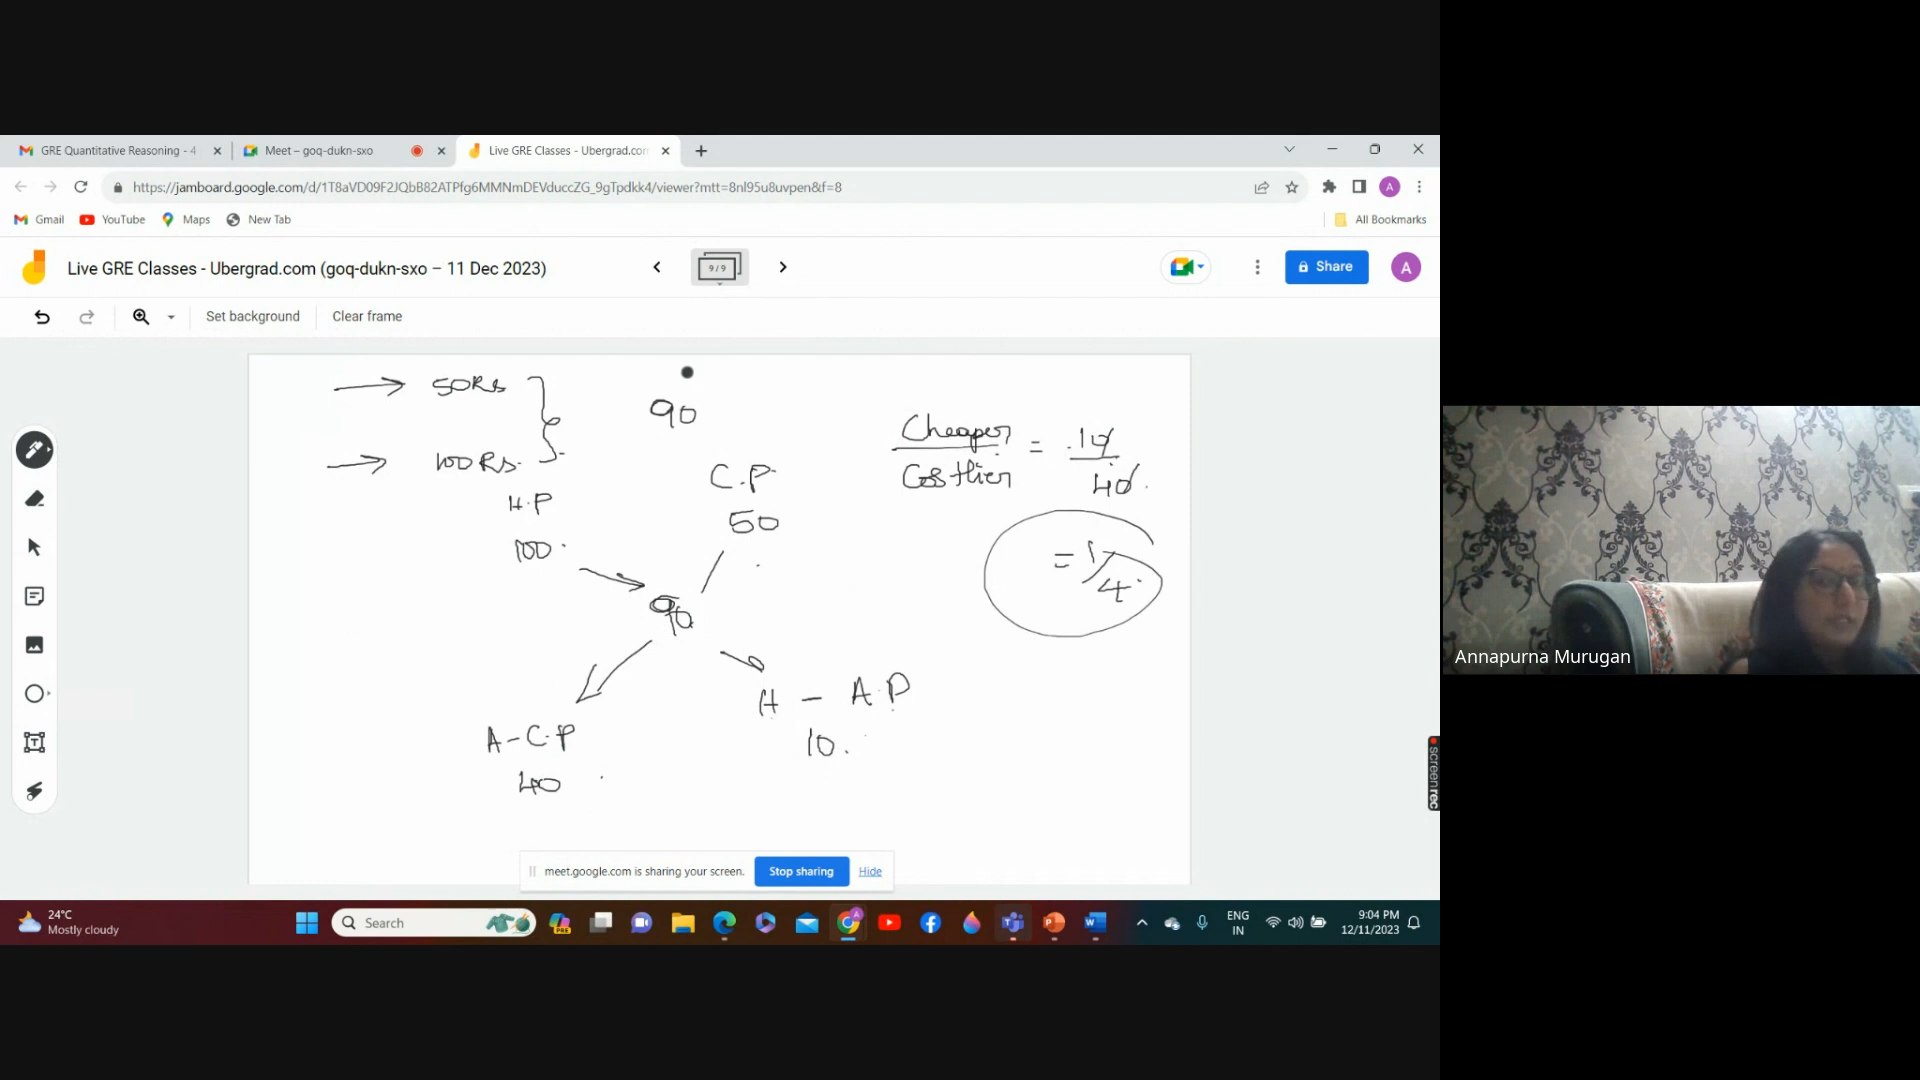 GRE Quantitative Reasoning - 4
Meet – goq-dukn-sxo
Live GRE Classes - Ubergrad.com
https://jamboard.google.com/d/1T8aVD09F2JQbB82ATPfg6MMNmDEVduccZG_9gTpdkk4/viewer?mtt=8nl95u8uvpen&f=8
A
Gmail
YouTube
Maps
New Tab
All Bookmarks
Live GRE Classes - Ubergrad.com (goq-dukn-sxo – 11 Dec 2023)
9/9
Share
A
Set background
Clear frame
50Rs
90
100Rs.
Cheaper
Costlier
= 10
40
H.P
100
C.P
50
90
= 1/4
A-C.P
40
H - A.P
10.
meet.google.com is sharing your screen.
Stop sharing
Hide
Annapurna Murugan
screenrec
24°C
Mostly cloudy
Search
PRE
ENG
IN
9:04 PM
12/11/2023